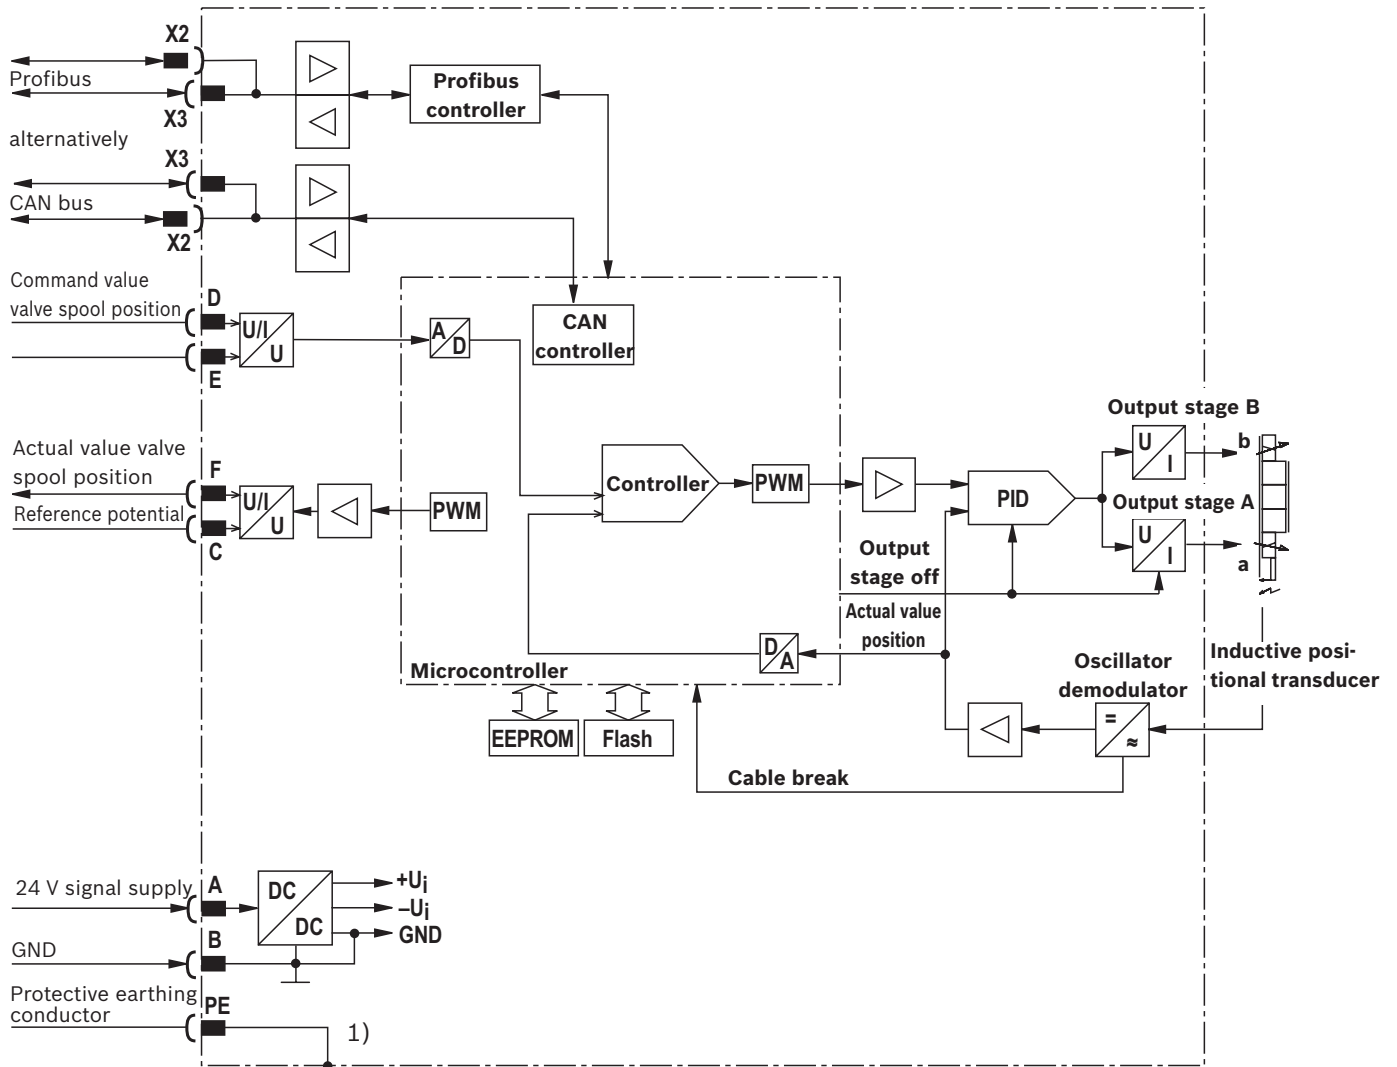 X2
Profibus
X3
alternatively
X3
CAN bus
X2
Profibus
controller
Command value
valve spool position
D
E
U/I
U
A
D
CAN
controller
Actual value valve
spool position
F
Reference potential
C
U/I
U
PWM
Controller
PWM
PID
Output stage B
U
I
b
Output stage A
U
I
a
Output
stage off
Actual value
position
D
A
Microcontroller
EEPROM
Flash
Cable break
Oscillator
demodulator
=
≈
Inductive posi-
tional transducer
24 V signal supply
A
DC
DC
+Ui
–Ui
GND
B
GND
Protective earthing
conductor
PE
1)